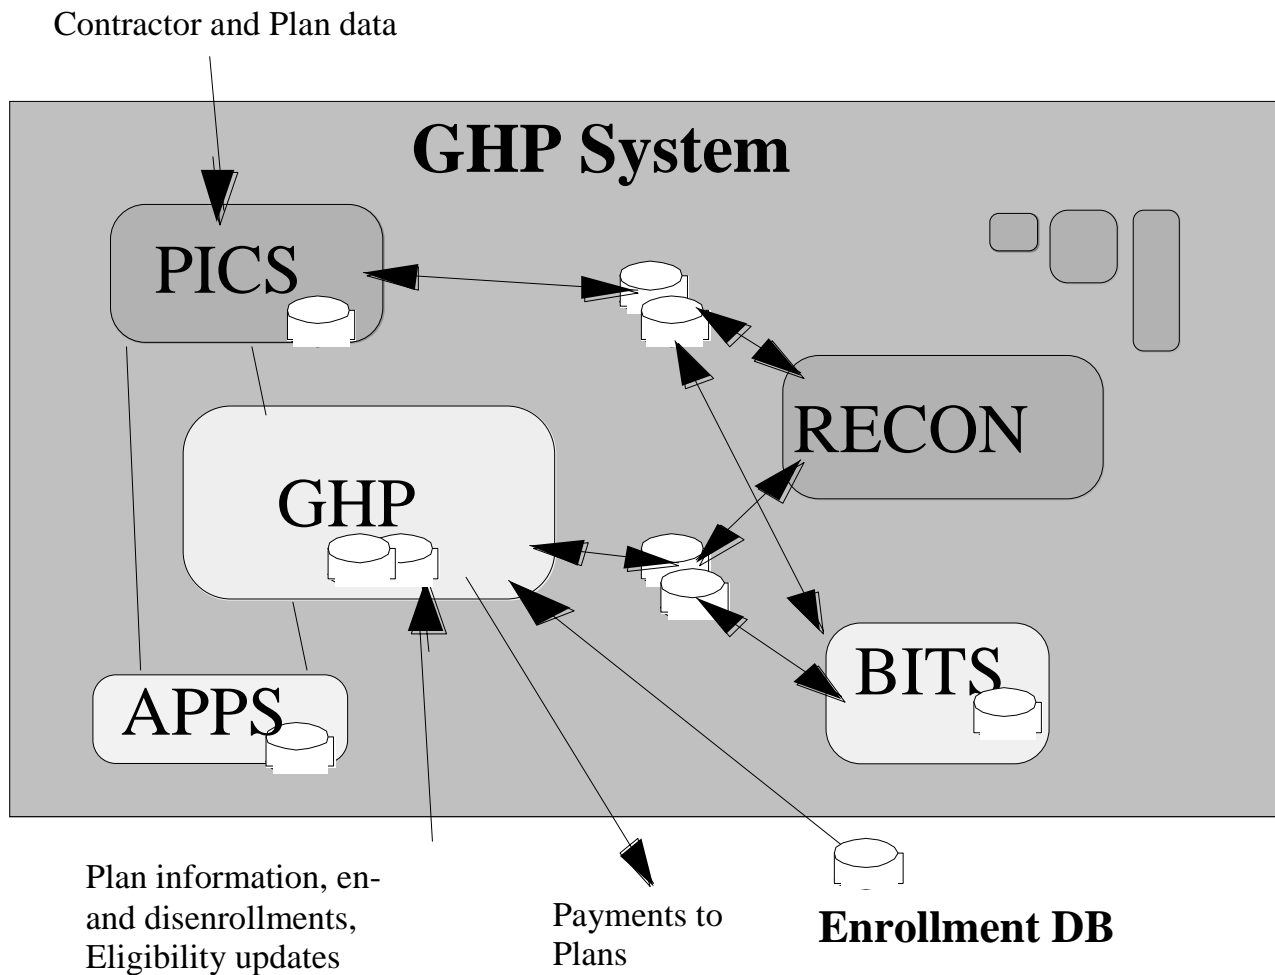 Contractor and Plan data
GHP System
PICS
RECON
GHP
BITS
APPS
Plan information, en-
and disenrollments,
Eligibility updates
Payments to
Plans
Enrollment DB